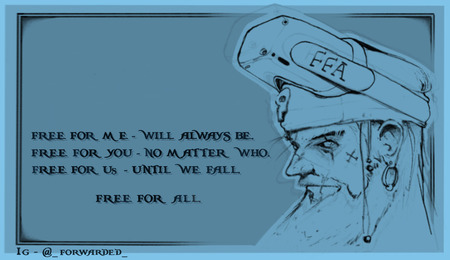 FFA
FREE FOR ME - WILL ALWAYS BE.
FREE FOR YOU - NO MATTER WHO.
FREE FOR US - UNTIL WE FALL.
FREE FOR ALL.
IG - @_FORWARDED_